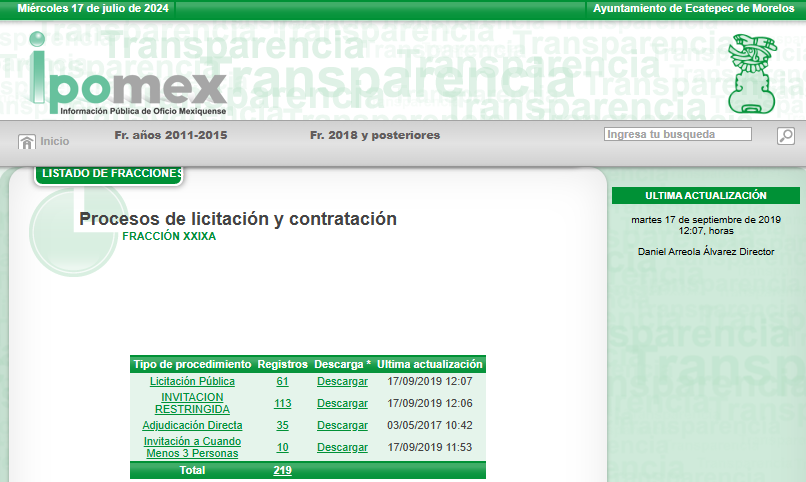 Miércoles 17 de julio de 2024
Ayuntamiento de Ecatepec de Morelos
Transparencia
Transparencia
Transparencia
Transparencia
ipomex
Información Pública de Oficio Mexiquense
Inicio
Fr. años 2011-2015
Fr. 2018 y posteriores
Ingresa tu busqueda
LISTADO DE FRACCIONES
ULTIMA ACTUALIZACIÓN
martes 17 de septiembre de 2019
12:07, horas
Daniel Arreola Álvarez Director
Procesos de licitación y contratación
FRACCIÓN XXIXA
Tipo de procedimiento Registros Descarga * Ultima actualización
Licitación Pública 61 Descargar 17/09/2019 12:07
INVITACION
RESTRINGIDA 113 Descargar 17/09/2019 12:06
Adjudicación Directa 35 Descargar 03/05/2017 10:42
Invitación a Cuando
Menos 3 Personas 10 Descargar 17/09/2019 11:53
Total 219